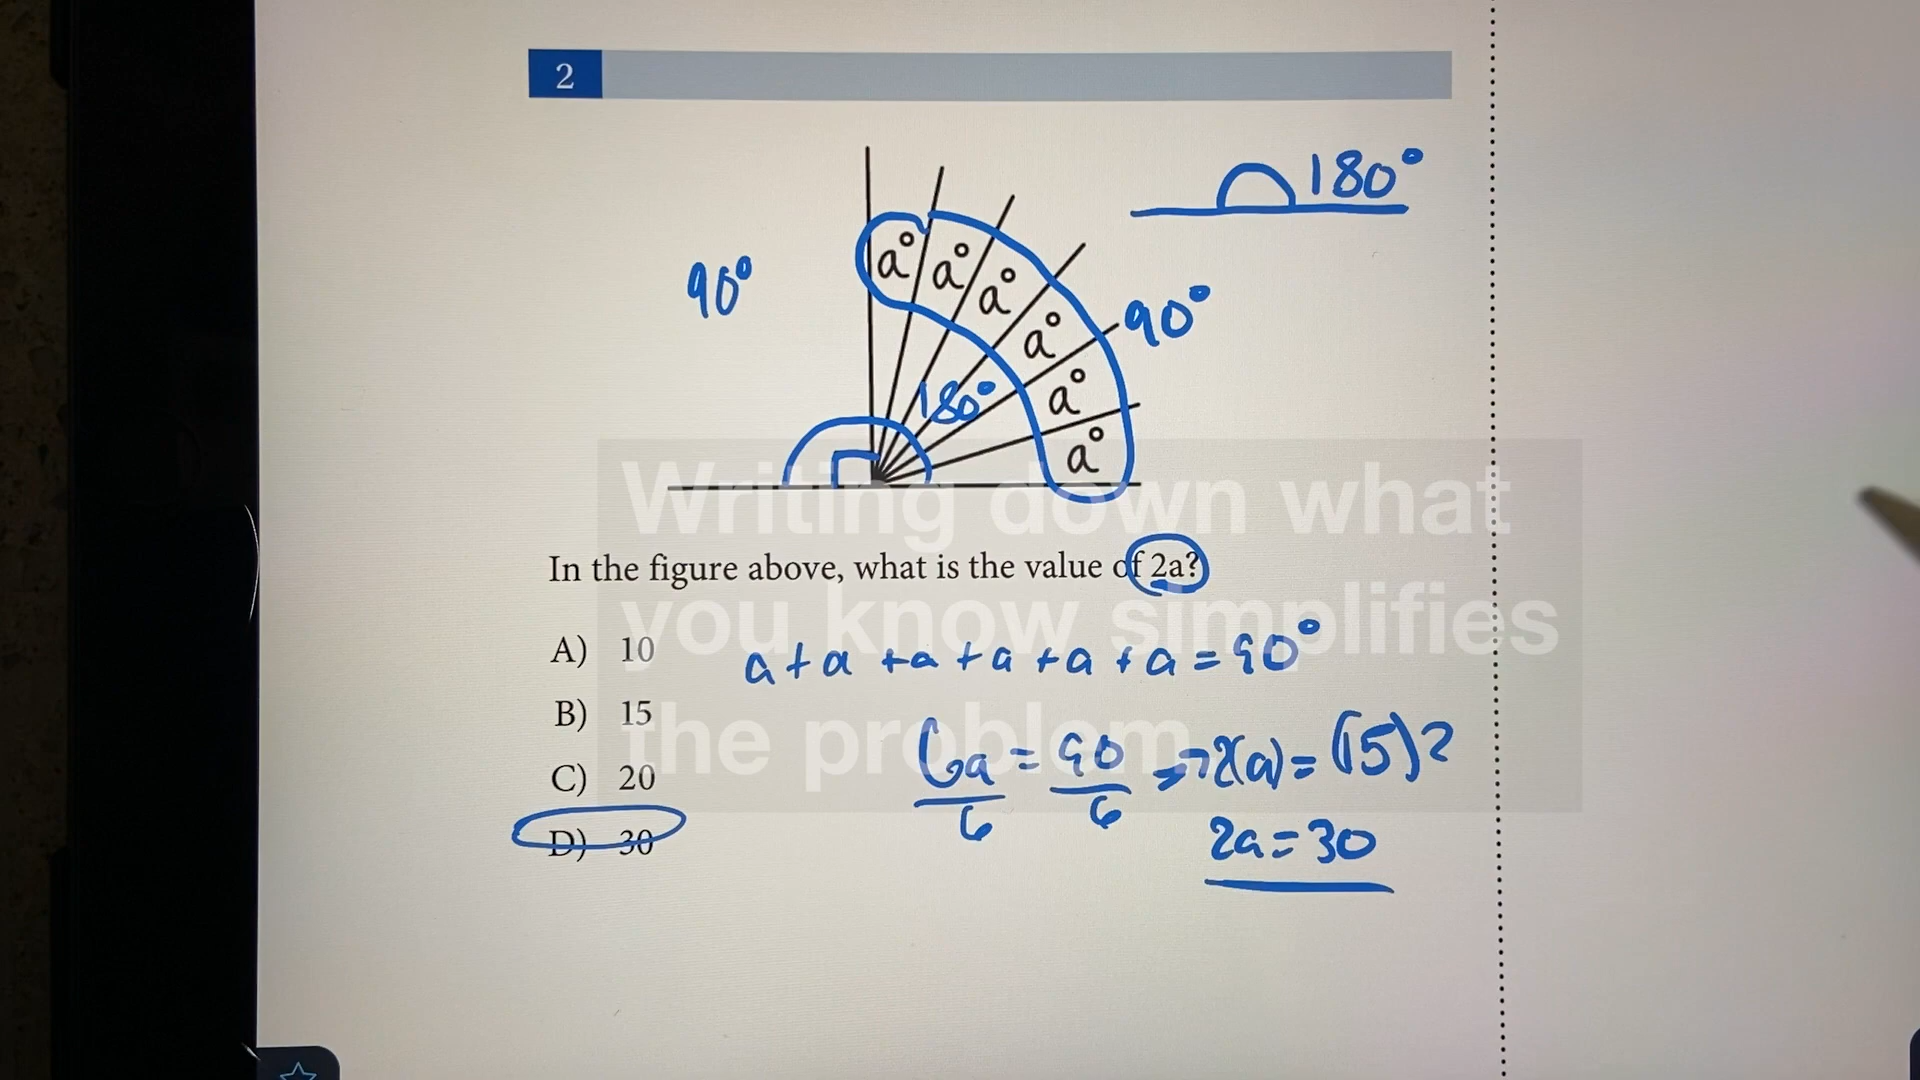 2
180°
90°
a°
a°
a°
a°
a°
a°
90°
180°
In the figure above, what is the value of 2a?
A) 10
B) 15
C) 20
D) 30
Writing down what
you know simplifies
the problem
a + a + a + a + a + a = 90°
6a/6 = 90/6 → 2(a) = (15)2
2a = 30